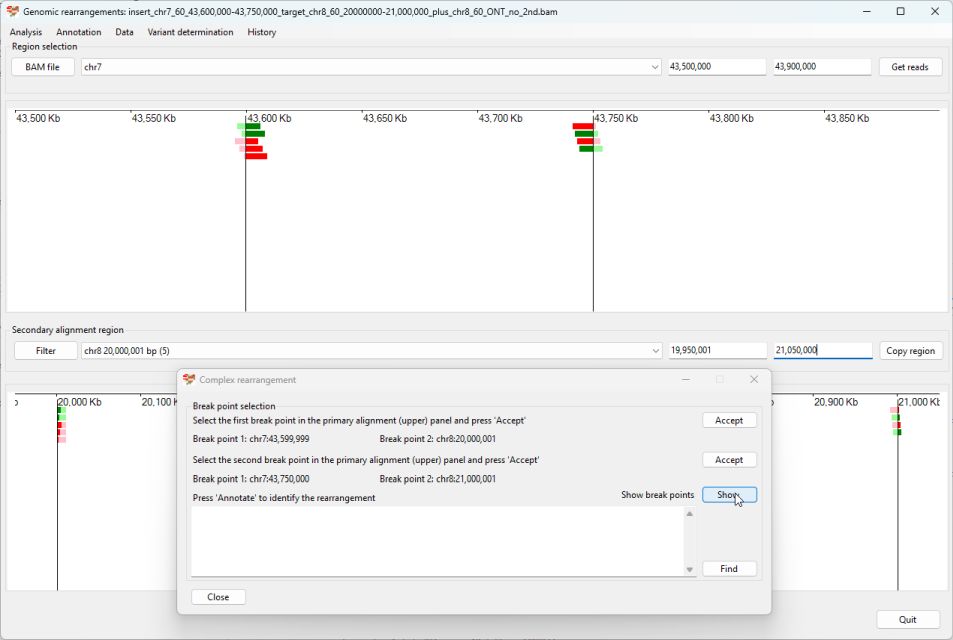 Genomic rearrangements: insert_chr7_60_43,600,000-43,750,000_target_chr8_60_20000000-21,000,000_plus_chr8_60_ONT_no_2nd.bam
Analysis Annotation Data Variant determination History
Region selection
BAM file chr7 43,500,000 43,900,000 Get reads
43,500 Kb 43,550 Kb 43,600 Kb 43,650 Kb 43,700 Kb 43,750 Kb 43,800 Kb 43,850 Kb
Secondary alignment region
Filter chr8 20,000,001 bp (5) 19,950,001 21,050,000 Copy region
20,000 Kb 20,100 20,900 Kb 21,000 Kb
Complex rearrangement
Break point selection
Select the first break point in the primary alignment (upper) panel and press 'Accept' Accept
Break point 1: chr7:43,599,999 Break point 2: chr8:20,000,001
Select the second break point in the primary alignment (upper) panel and press 'Accept' Accept
Break point 1: chr7:43,750,000 Break point 2: chr8:21,000,001
Press 'Annotate' to identify the rearrangement Show break points Show
Find
Close
Quit